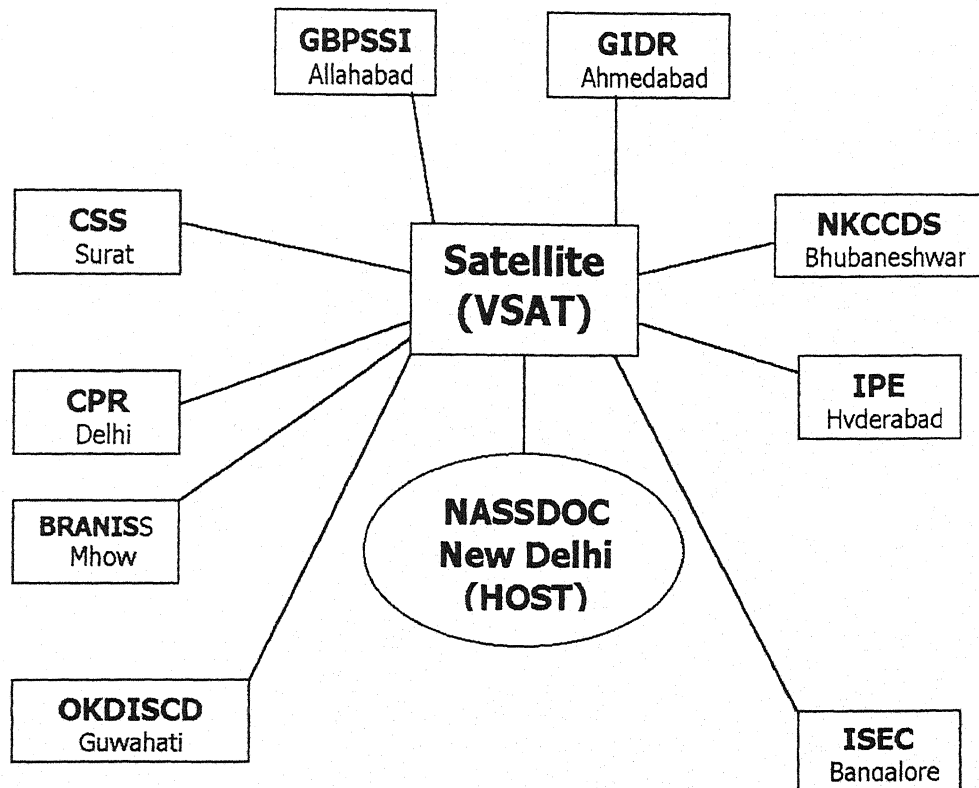 GBPSSI
Allahabad
GIDR
Ahmedabad
CSS
Surat
Satellite
(VSAT)
NKCCDS
Bhubaneshwar
CPR
Delhi
IPE
Hvderabad
BRANISS
Mhow
NASSDOC
New Delhi
(HOST)
OKDISCD
Guwahati
ISEC
Bangalore